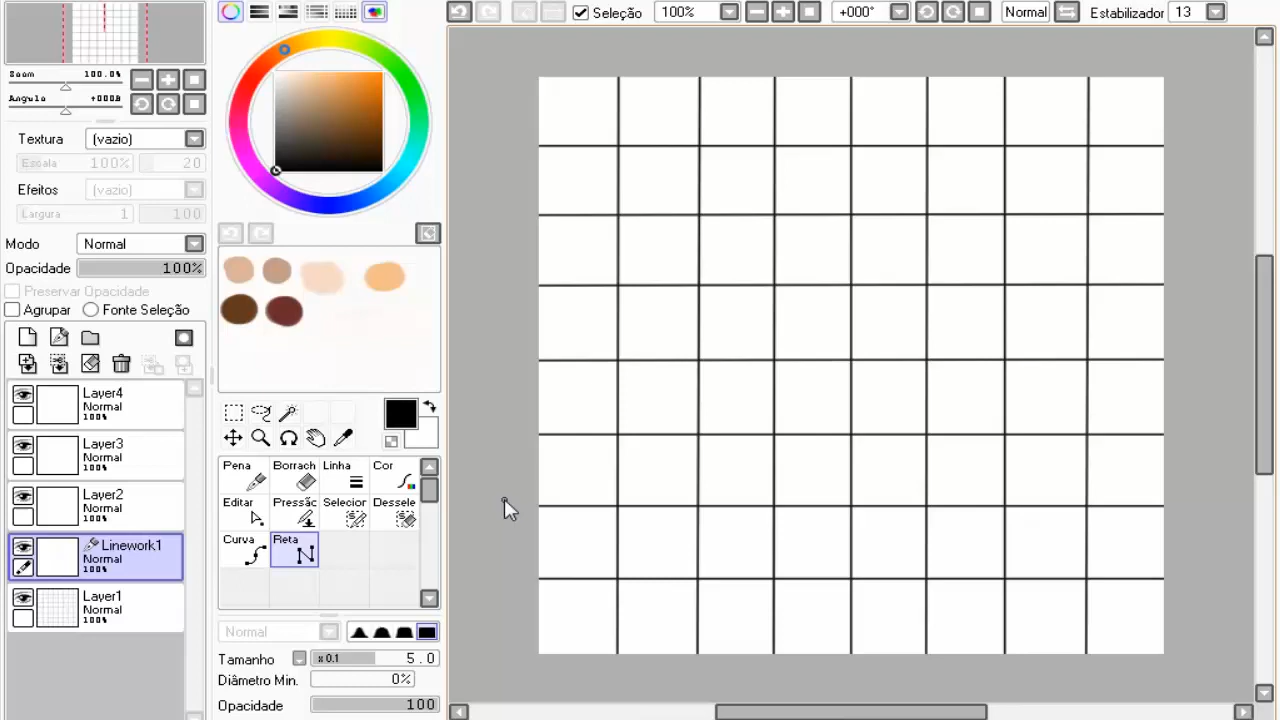 Seleção 100% +000° Normal Estabilizador 13
Zoom 100.0%
Angulo +000°
Textura (vazio)
Escala 100% 20
Efeitos (vazio)
Largura 1 100
Modo Normal
Opacidade 100%
Preservar Opacidade
Agrupar Fonte Seleção
Layer4
Normal
100%
Layer3
Normal
100%
Layer2
Normal
100%
Linework1
Normal
100%
Layer1
Normal
100%
Pena Borrach Linha Cor
Editar Pressão Selecior Dessele
Curva Reta
Normal
Tamanho x0.1 5.0
Diâmetro Min. 0%
Opacidade 100